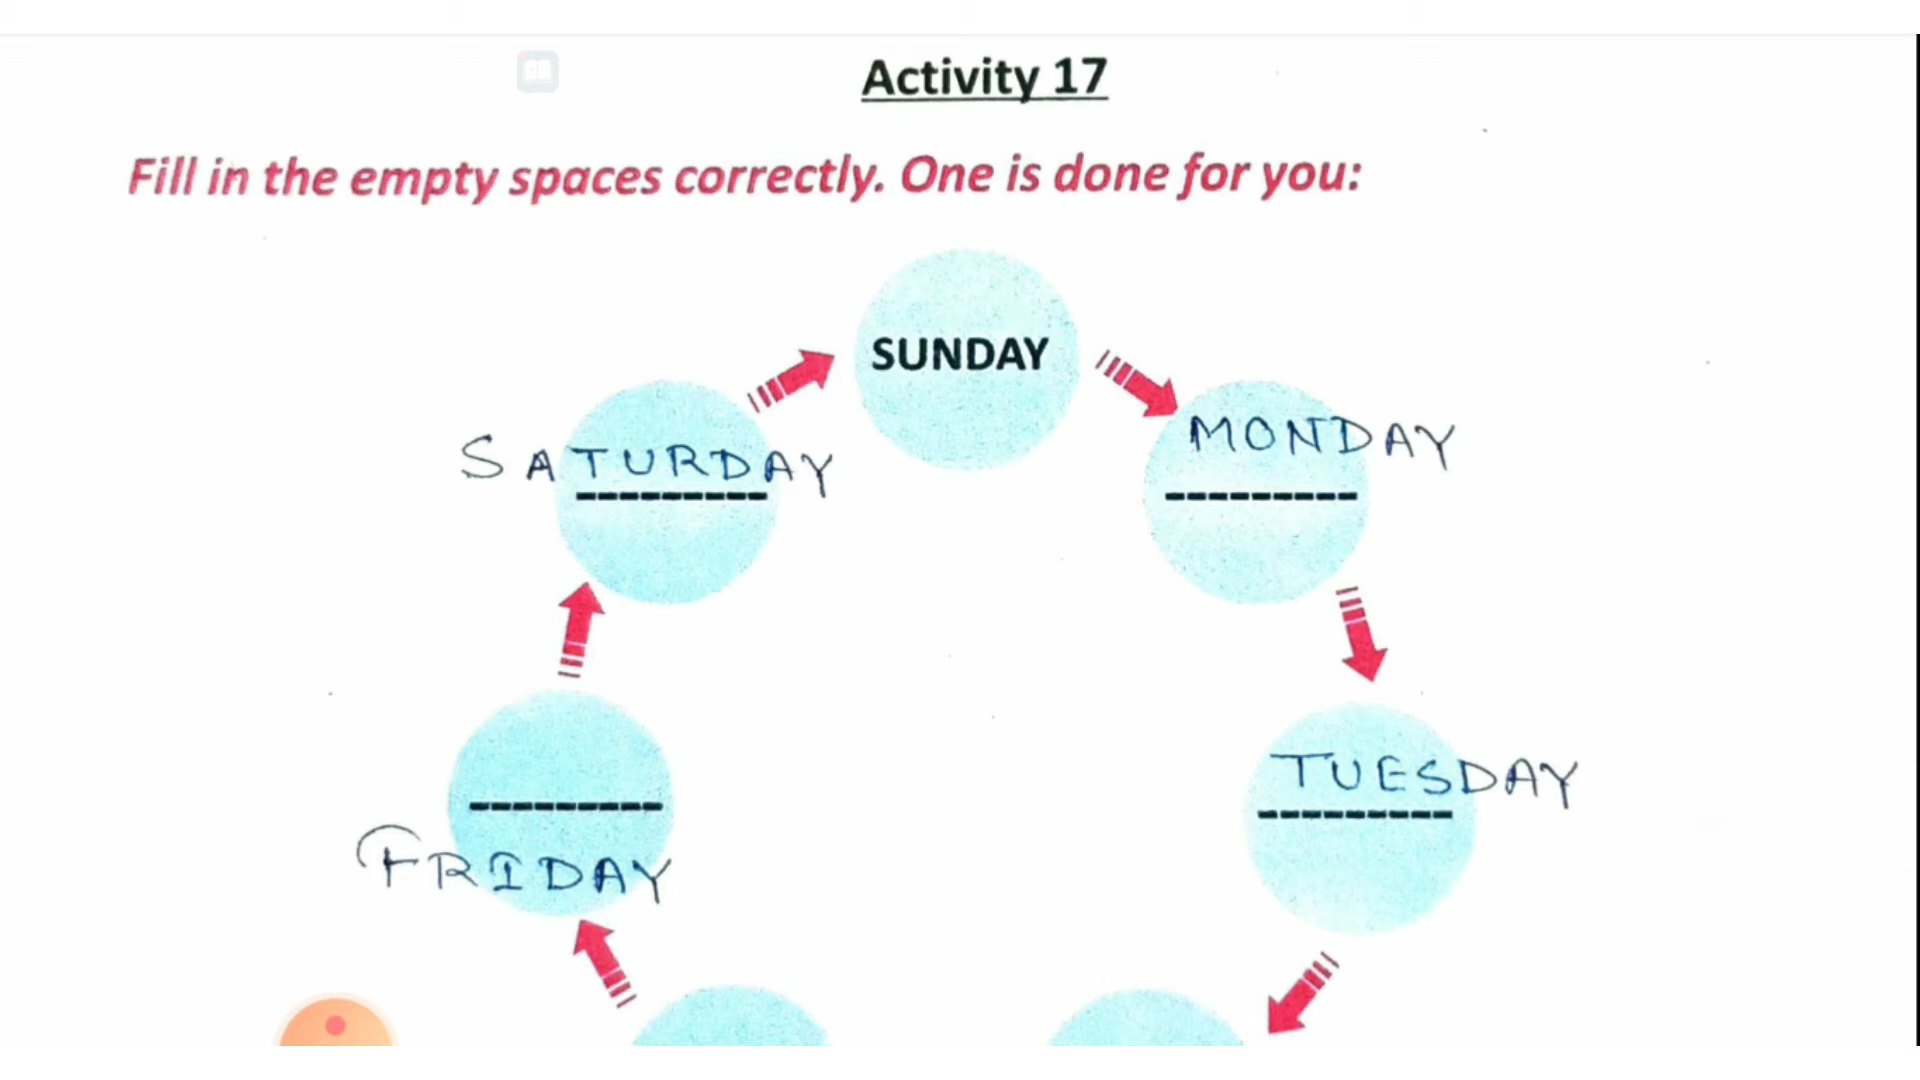 Activity 17
Fill in the empty spaces correctly. One is done for you:
SUNDAY
MONDAY
SATURDAY
TUESDAY
FRIDAY